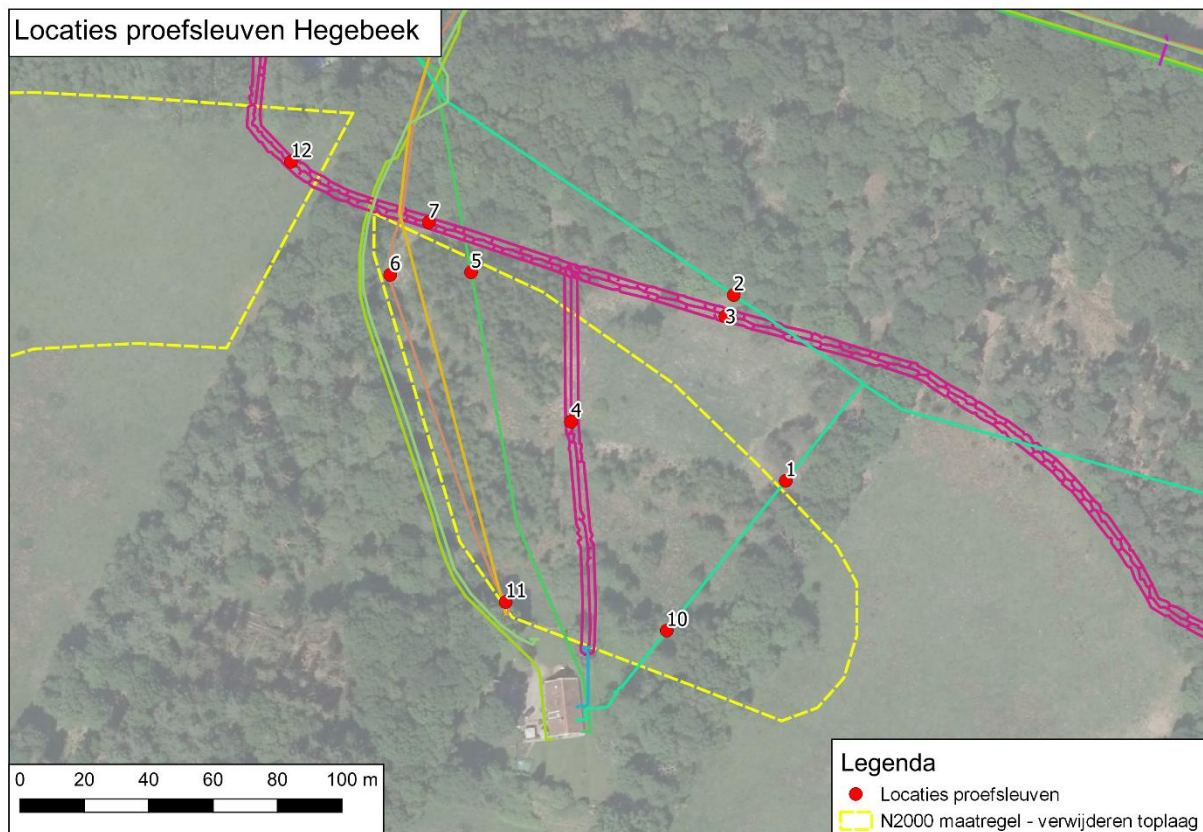 Locaties proefsleuven Hegebeek
12
7
6
5
2
3
4
1
11
10
0 20 40 60 80 100 m
Legenda
Locaties proefsleuven
N2000 maatregel - verwijderen toplaag